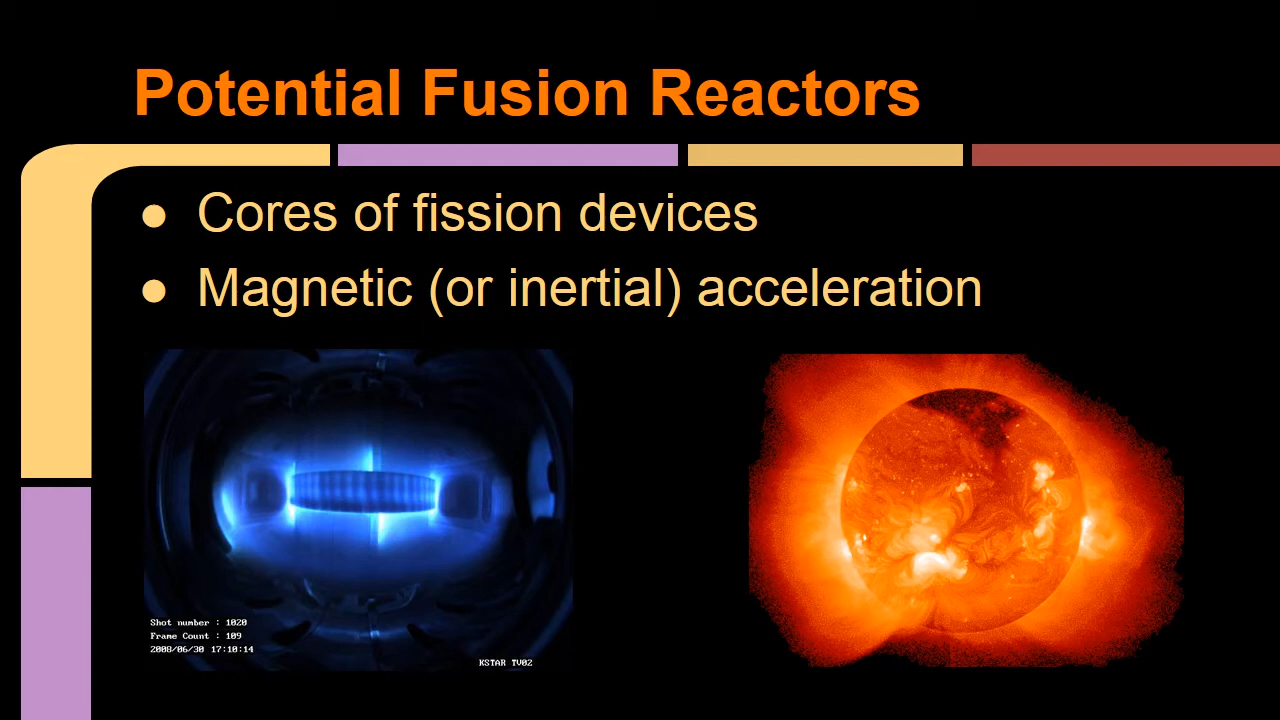 Potential Fusion Reactors
● Cores of fission devices
● Magnetic (or inertial) acceleration
Shot number : 1020
Frame Count : 109
2008/06/30 17:10:14
KSTAR TV02